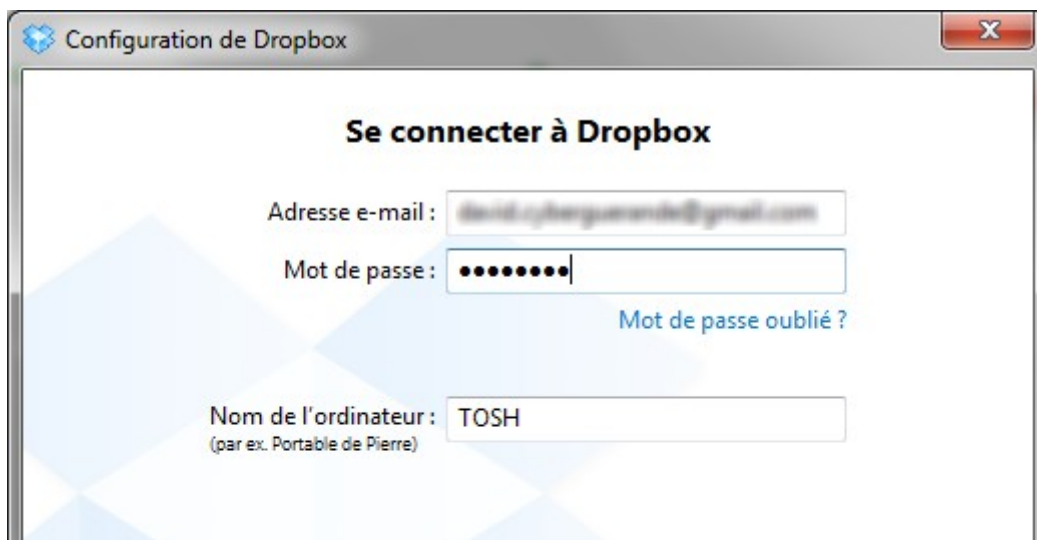 Configuration de Dropbox
Se connecter à Dropbox
Adresse e-mail :
Mot de passe : ●●●●●●●●
Mot de passe oublié ?
Nom de l'ordinateur : TOSH
(par ex. Portable de Pierre)